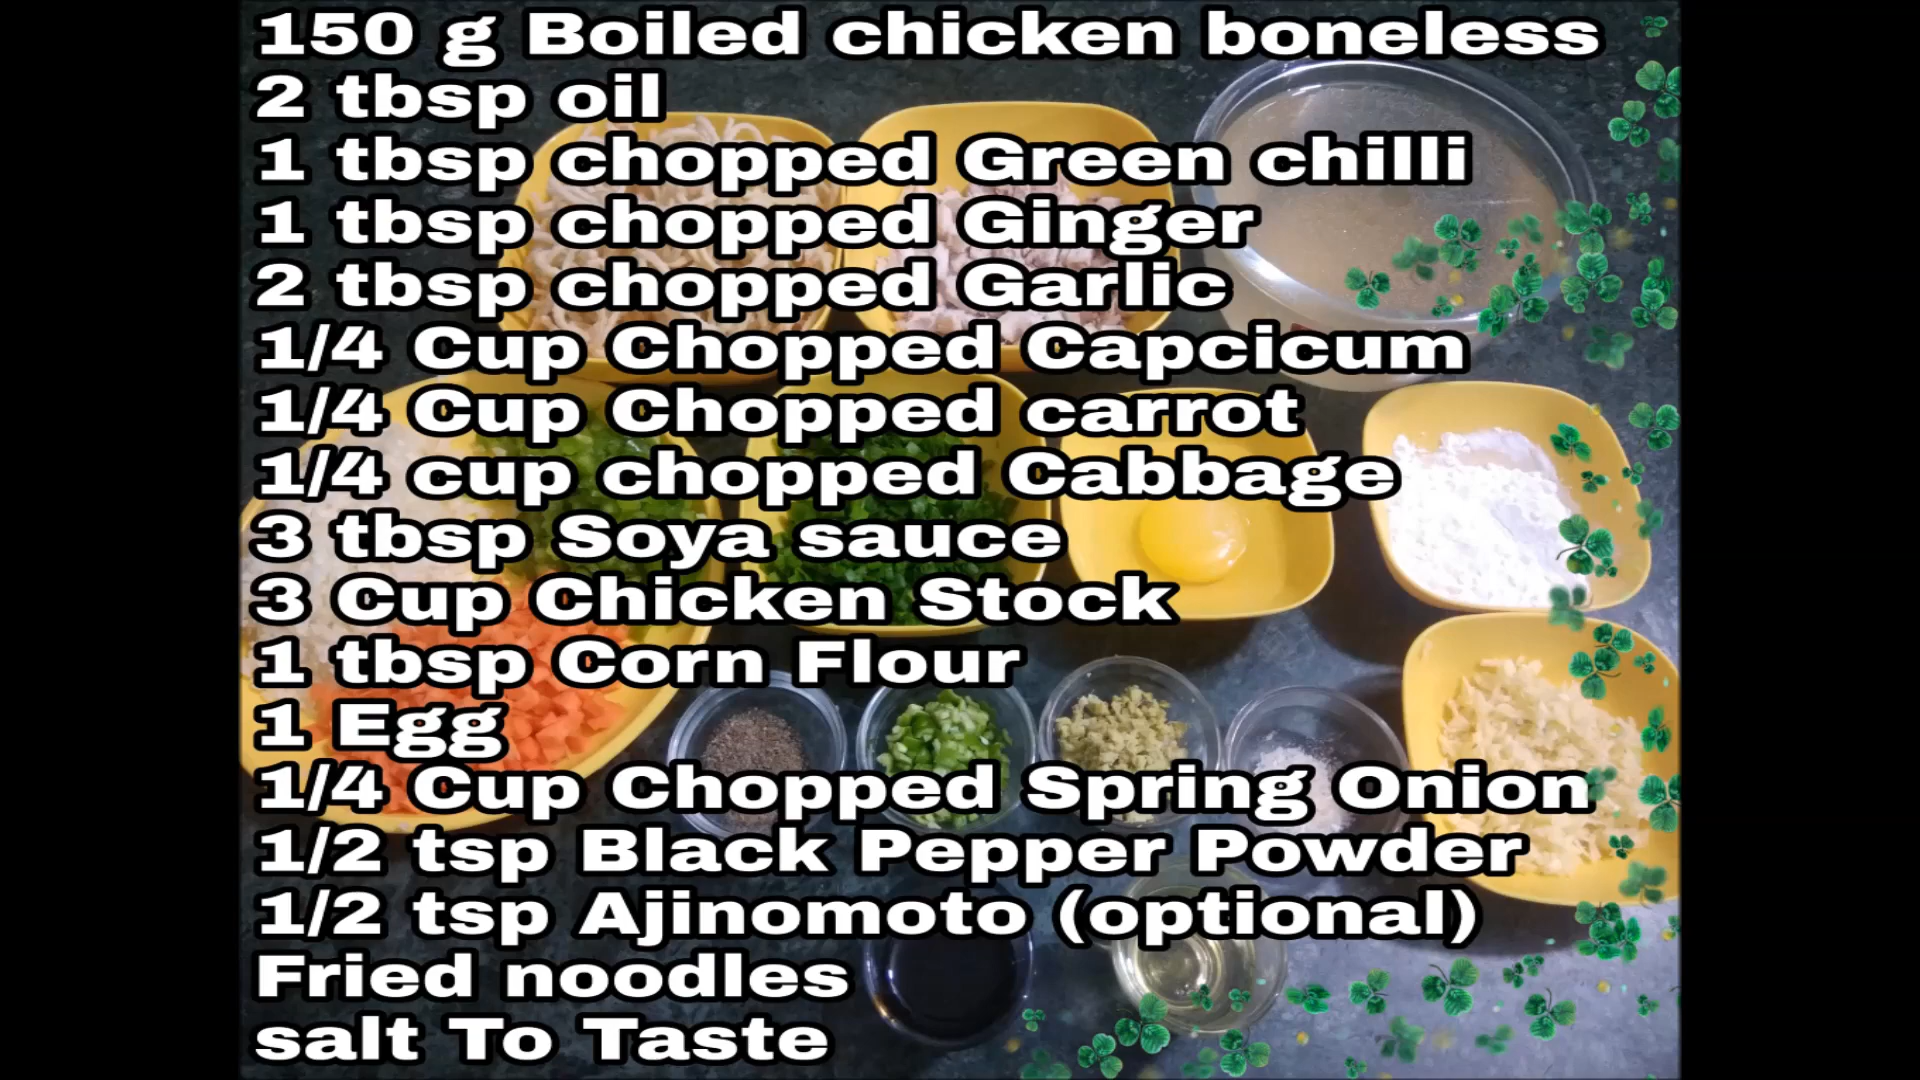 150 g Boiled chicken boneless
2 tbsp oil
1 tbsp chopped Green chilli
1 tbsp chopped Ginger
2 tbsp chopped Garlic
1/4 Cup Chopped Capcicum
1/4 Cup Chopped carrot
1/4 cup chopped Cabbage
3 tbsp Soya sauce
3 Cup Chicken Stock
1 tbsp Corn Flour
1 Egg
1/4 Cup Chopped Spring Onion
1/2 tsp Black Pepper Powder
1/2 tsp Ajinomoto (optional)
Fried noodles
salt To Taste